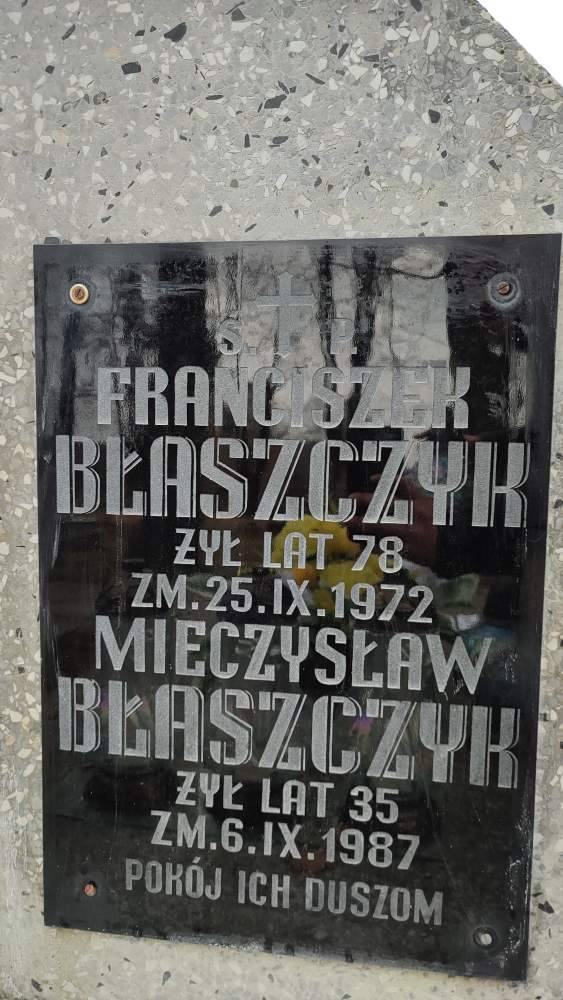 Ś. P.
FRANCISZEK
BŁASZCZYK
ŻYŁ LAT 78
ZM. 25.IX.1972
MIECZYSŁAW
BŁASZCZYK
ŻYŁ LAT 35
ZM. 6.IX.1987
POKÓJ ICH DUSZOM